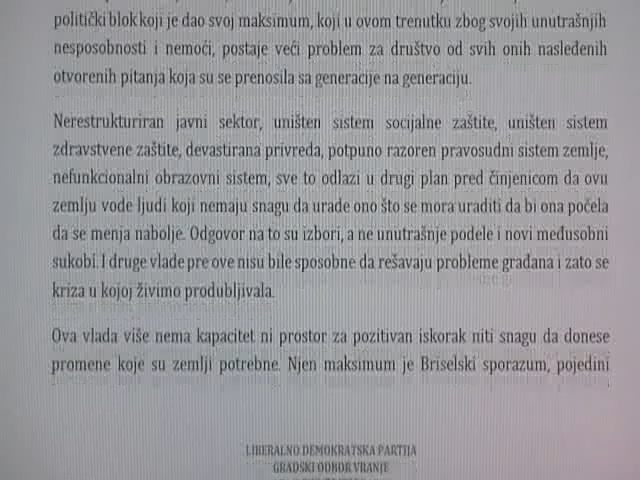 politički blok koji je dao svoj maksimum, koji u ovom trenutku zbog svojih unutrašnjih
nesposobnosti i nemoći, postaje veći problem za društvo od svih onih nasleđenih
otvorenih pitanja koja su se prenosila sa generacije na generaciju.
Nerestrukturiran javni sektor, uništen sistem socijalne zaštite, uništen sistem
zdravstvene zaštite, devastirana privreda, potpuno razoren pravosudni sistem zemlje,
nefunkcionalni obrazovni sistem, sve to odlazi u drugi plan pred činjenicom da ovu
zemlju vode ljudi koji nemaju snagu da urade ono što se mora uraditi da bi ona počela
da se menja nabolje. Odgovor na to su izbori, a ne unutrašnje podele i novi međusobni
sukobi. I druge vlade pre ove nisu bile sposobne da rešavaju probleme građana i zato se
kriza u kojoj živimo produbljivala.
Ova vlada više nema kapacitet ni prostor za pozitivan iskorak niti snagu da donese
promene koje su zemlji potrebne. Njen maksimum je Briselski sporazum, pojedini
LIBERALNO DEMOKRATSKA PARTIJA
GRADSKI ODBOR VRANJE